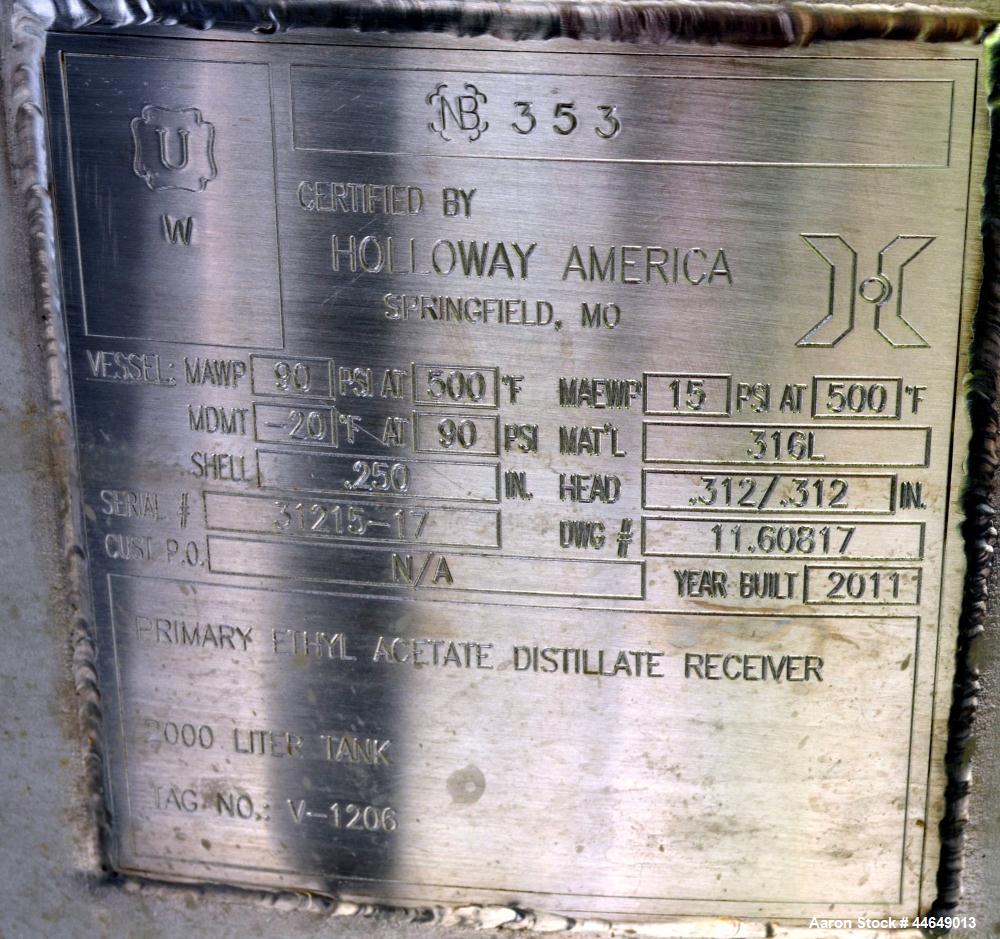 U
W
NB 353
CERTIFIED BY
HOLLOWAY AMERICA
SPRINGFIELD, MO
VESSEL: MAWP 90 PSI AT 500 °F MAEWP 15 PSI AT 500 °F
MDMT -20 °F AT 90 PSI MAT'L 316L
SHELL .250 IN. HEAD .312/.312 IN.
SERIAL # 31215-17 DWG # 11.60817
CUST P.O. N/A YEAR BUILT 2011
PRIMARY ETHYL ACETATE DISTILLATE RECEIVER
2000 LITER TANK
TAG NO.: V-1206
Aaron Stock # 44649013